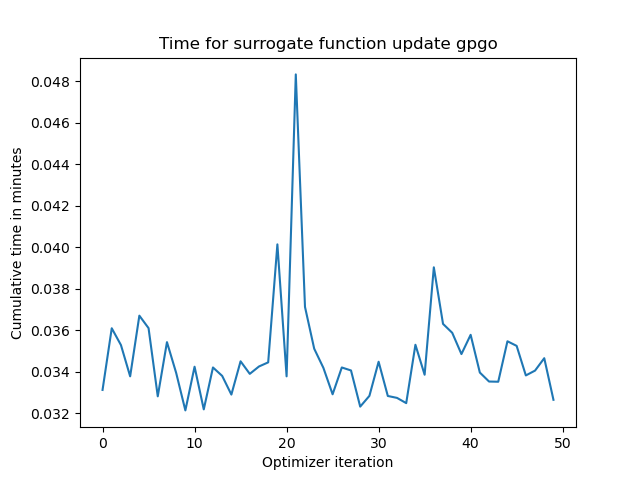 Time for surrogate function update gpgo
Cumulative time in minutes
0.048
0.046
0.044
0.042
0.040
0.038
0.036
0.034
0.032
0 10 20 30 40 50
Optimizer iteration